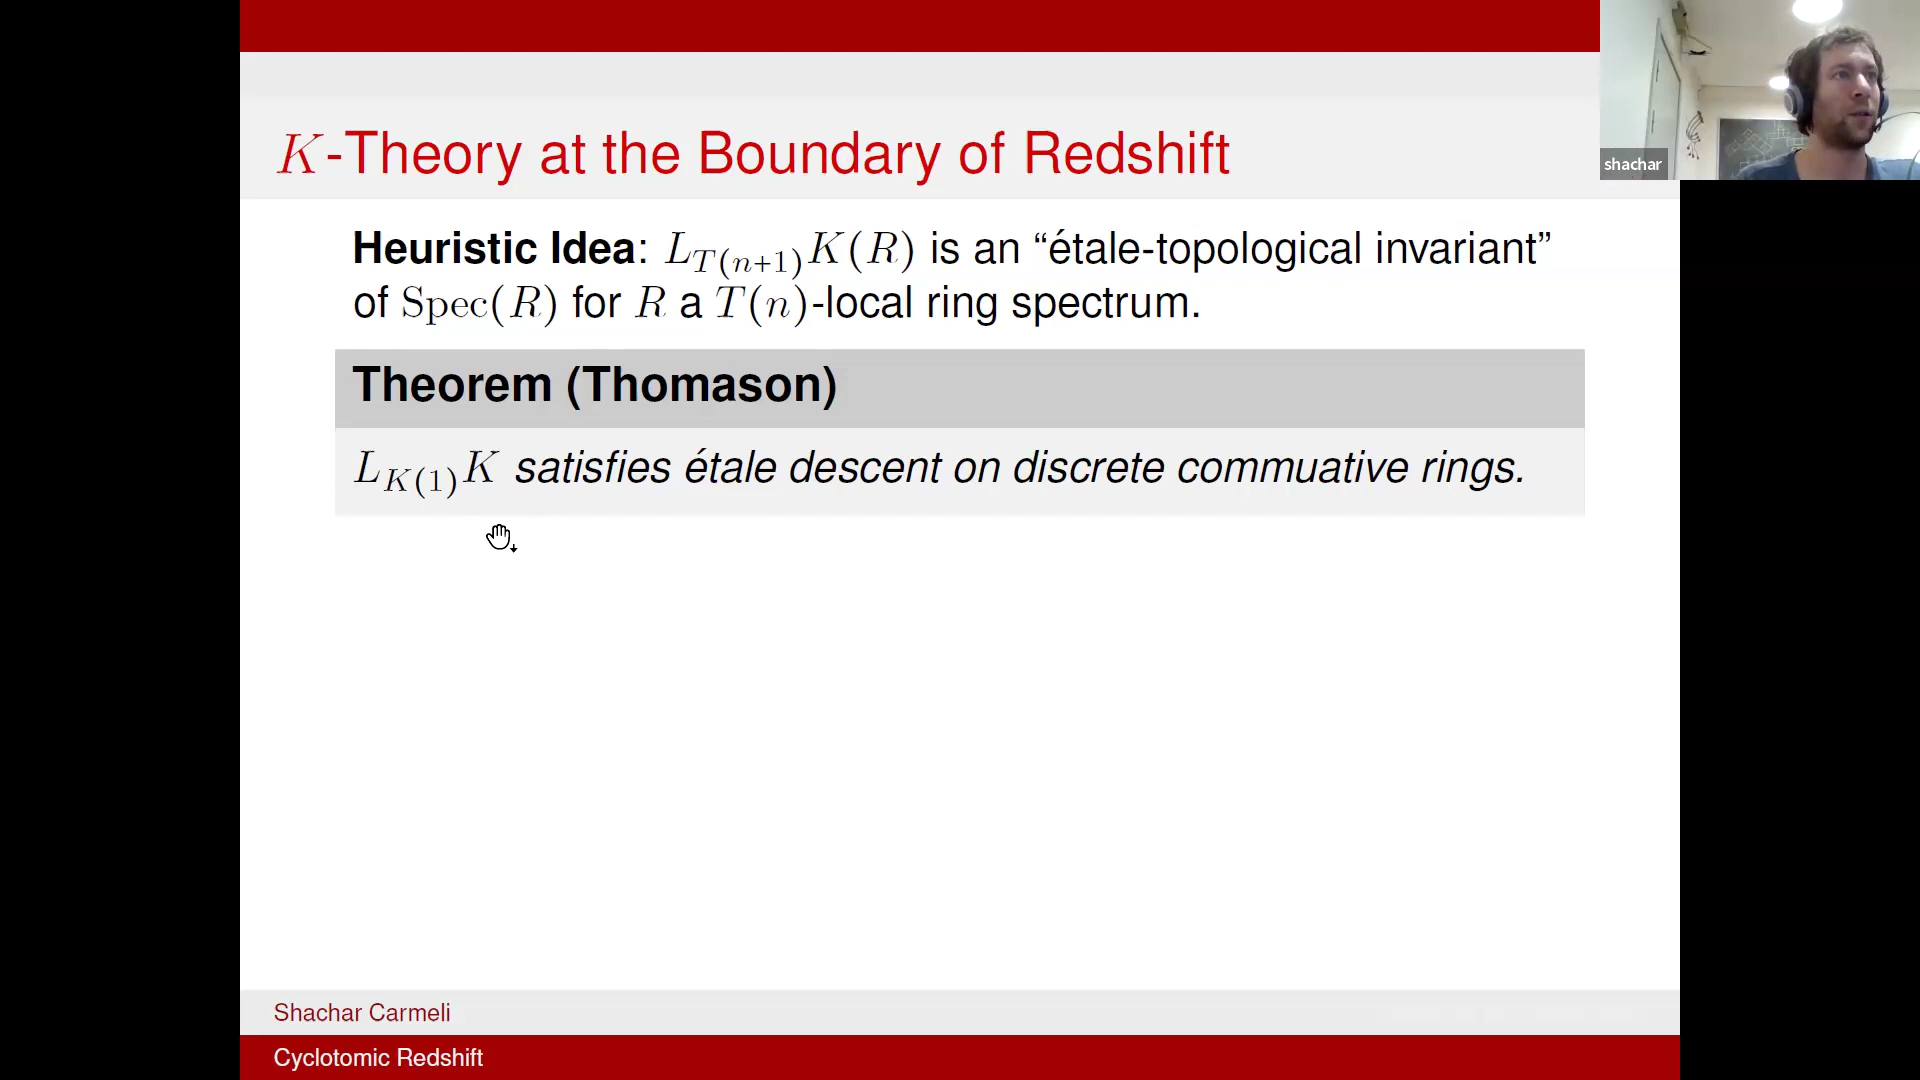 K-Theory at the Boundary of Redshift
shachar
Heuristic Idea: $L_{T(n+1)}K(R)$ is an “étale-topological invariant”
of $\mathrm{Spec}(R)$ for $R$ a $T(n)$-local ring spectrum.
Theorem (Thomason)
$L_{K(1)}K$ satisfies étale descent on discrete commuative rings.
Shachar Carmeli
Cyclotomic Redshift